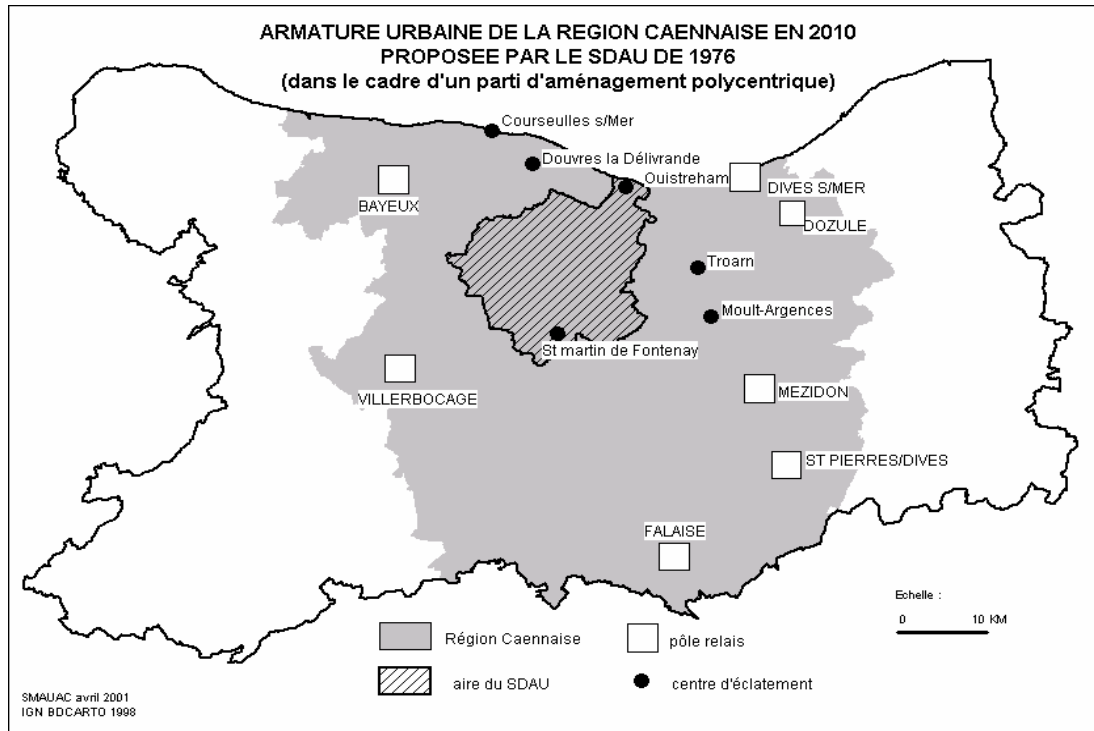 ARMATURE URBAINE DE LA REGION CAENNAISE EN 2010
PROPOSEE PAR LE SDAU DE 1976
(dans le cadre d'un parti d'aménagement polycentrique)
Courseulles s/Mer
Douvres la Délivrande
Ouistreham
BAYEUX
DIVES S/MER
DOZULE
Troarn
Moult-Argences
St martin de Fontenay
VILLERBOCAGE
MEZIDON
ST PIERRES/DIVES
FALAISE
Echelle :
0 10 KM
Région Caennaise
pôle relais
aire du SDAU
centre d'éclatement
SMAUAC avril 2001
IGN BDCARTO 1998